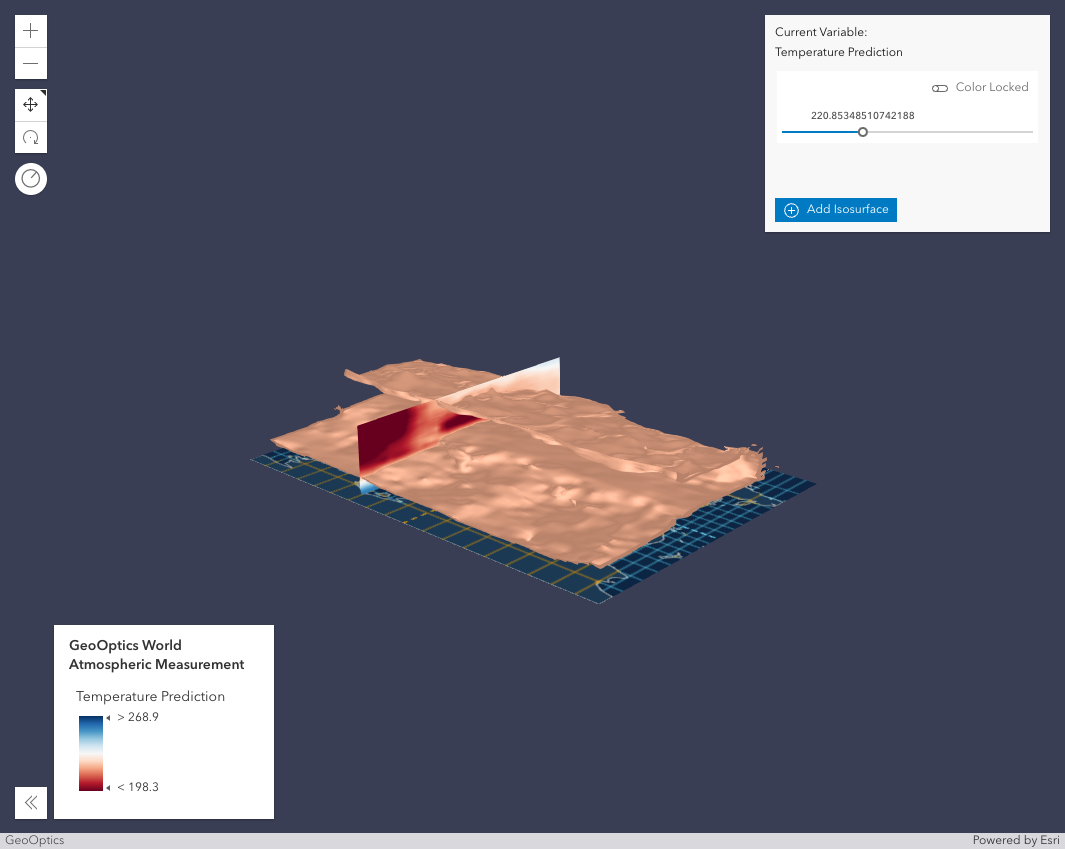 Current Variable:
Temperature Prediction
Color Locked
220.85348510742188
Add Isosurface
GeoOptics World
Atmospheric Measurement
Temperature Prediction
> 268.9
< 198.3
GeoOptics
Powered by Esri